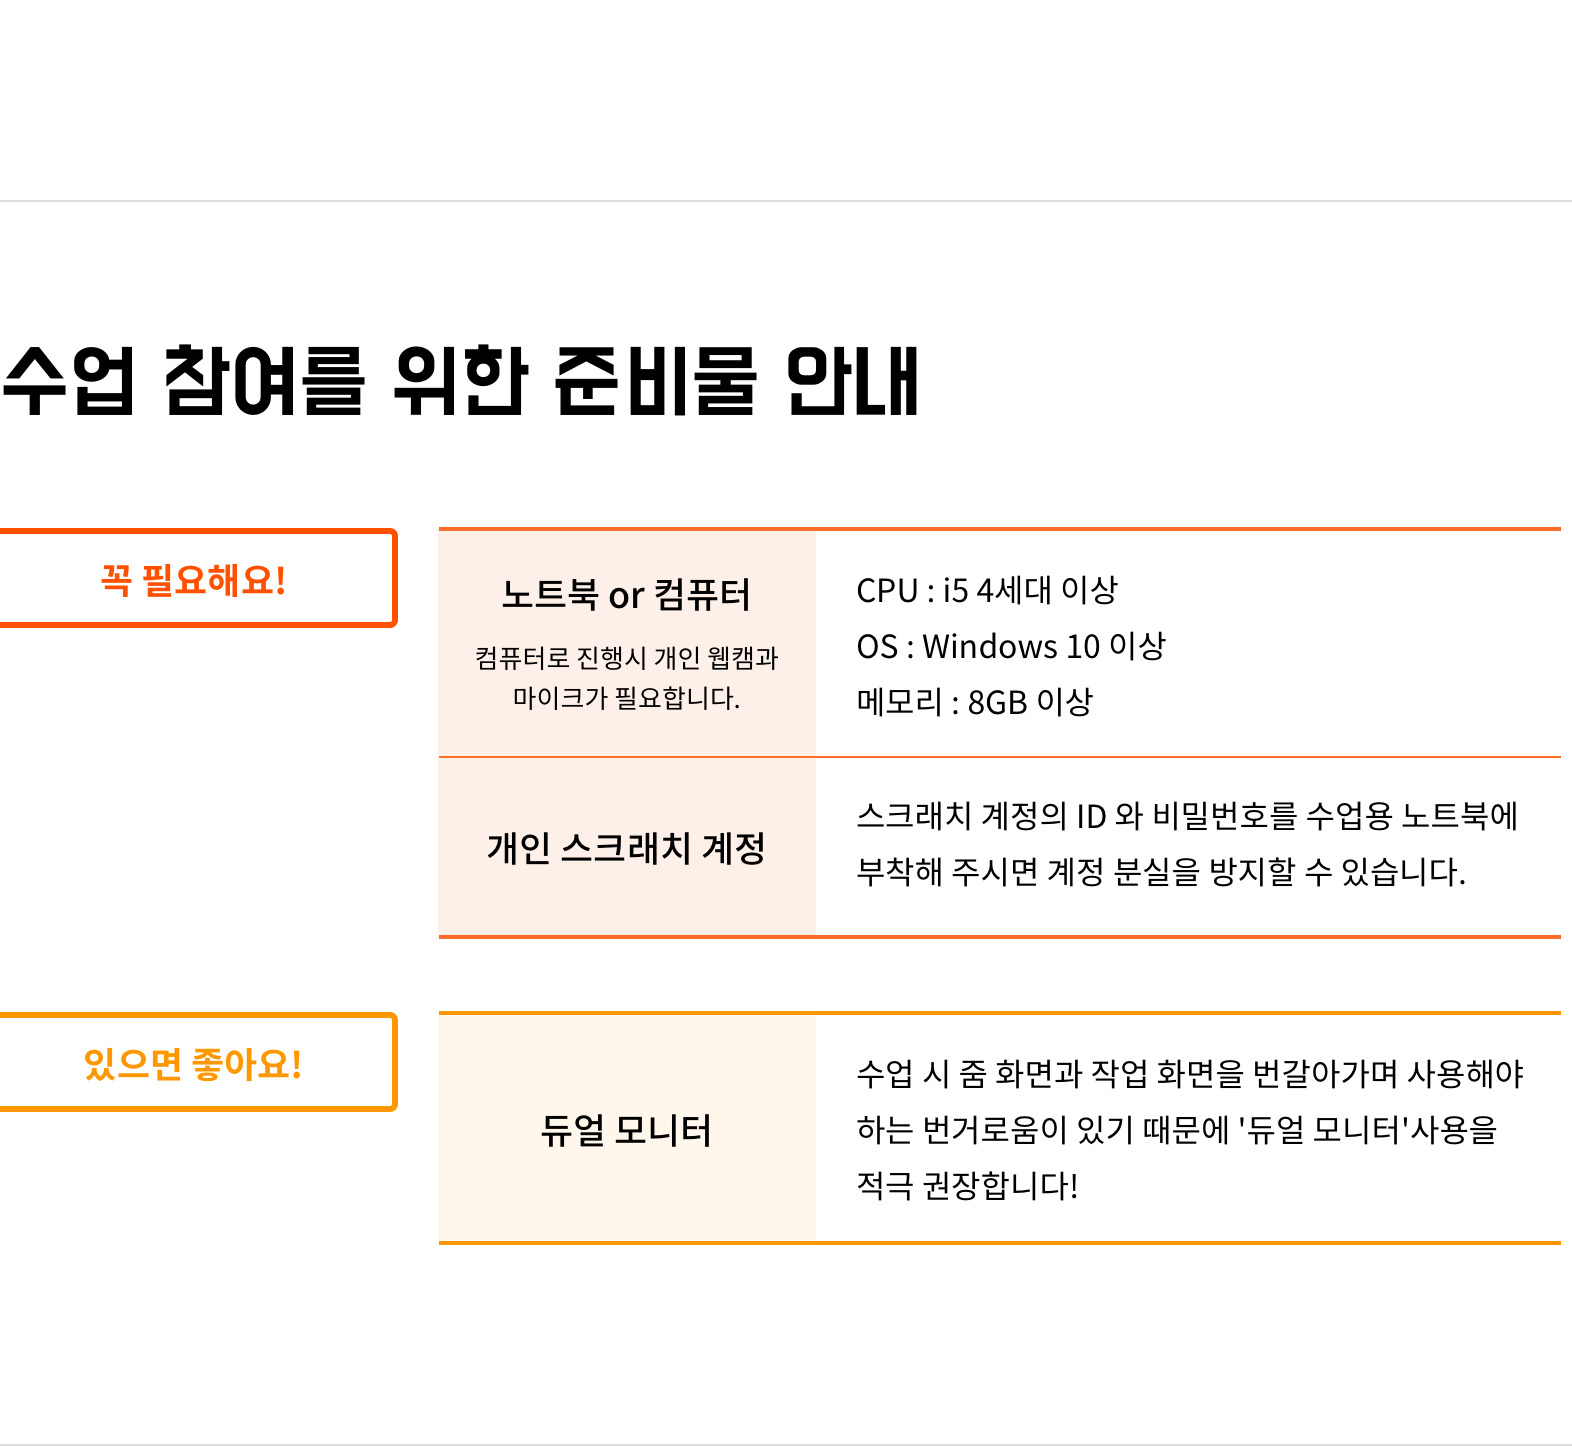 수업 참여를 위한 준비물 안내
꼭 필요해요!
노트북 or 컴퓨터
컴퓨터로 진행시 개인 웹캠과
마이크가 필요합니다.
CPU : i5 4세대 이상
OS : Windows 10 이상
메모리 : 8GB 이상
개인 스크래치 계정
스크래치 계정의 ID 와 비밀번호를 수업용 노트북에
부착해 주시면 계정 분실을 방지할 수 있습니다.
있으면 좋아요!
듀얼 모니터
수업 시 줌 화면과 작업 화면을 번갈아가며 사용해야
하는 번거로움이 있기 때문에 '듀얼 모니터'사용을
적극 권장합니다!